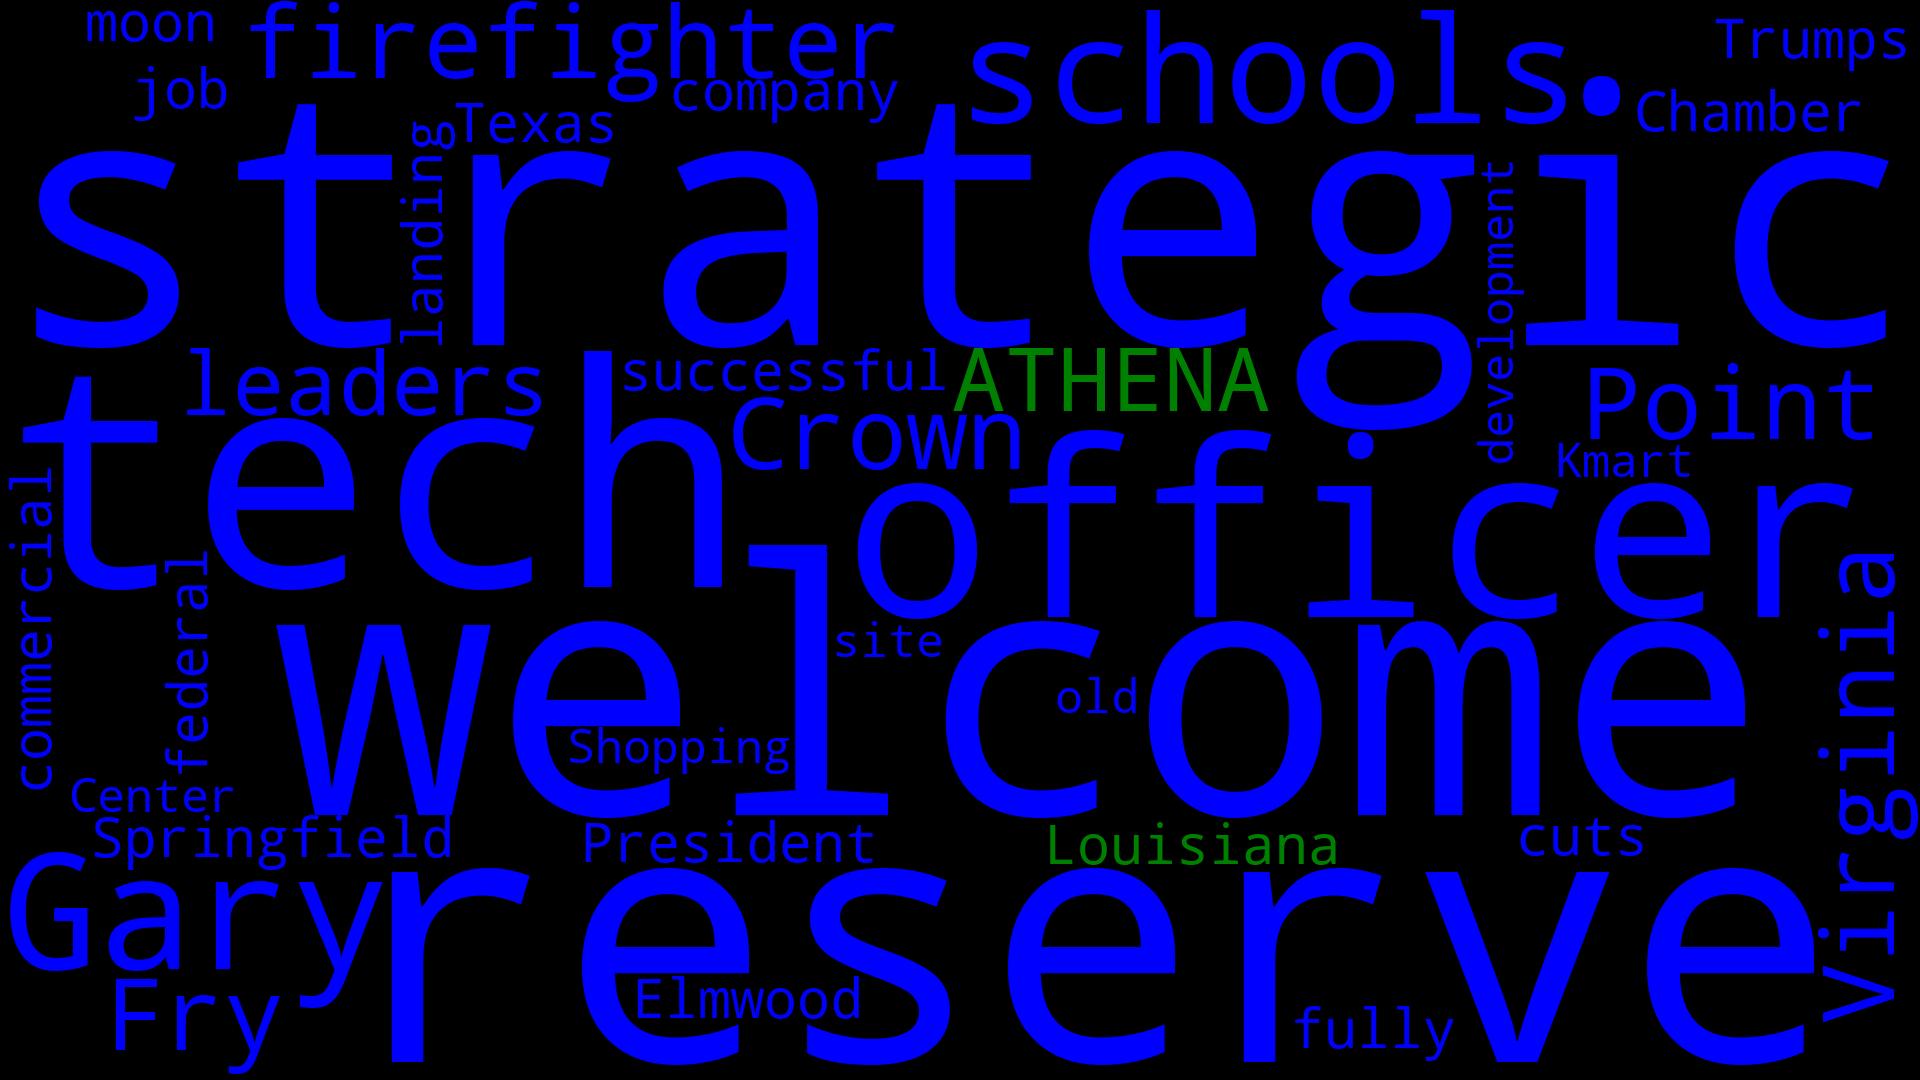 moon
firefighter
schools
Trumps
job
company
Chamber
Texas
strategic
landing
development
leaders
successful
ATHENA
Point
tech
Crown
officer
Kmart
commercial
federal
welcome
site
old
Virginia
Shopping
Center
Springfield
President
Louisiana
cuts
Gary
reserve
Fry
Elmwood
fully